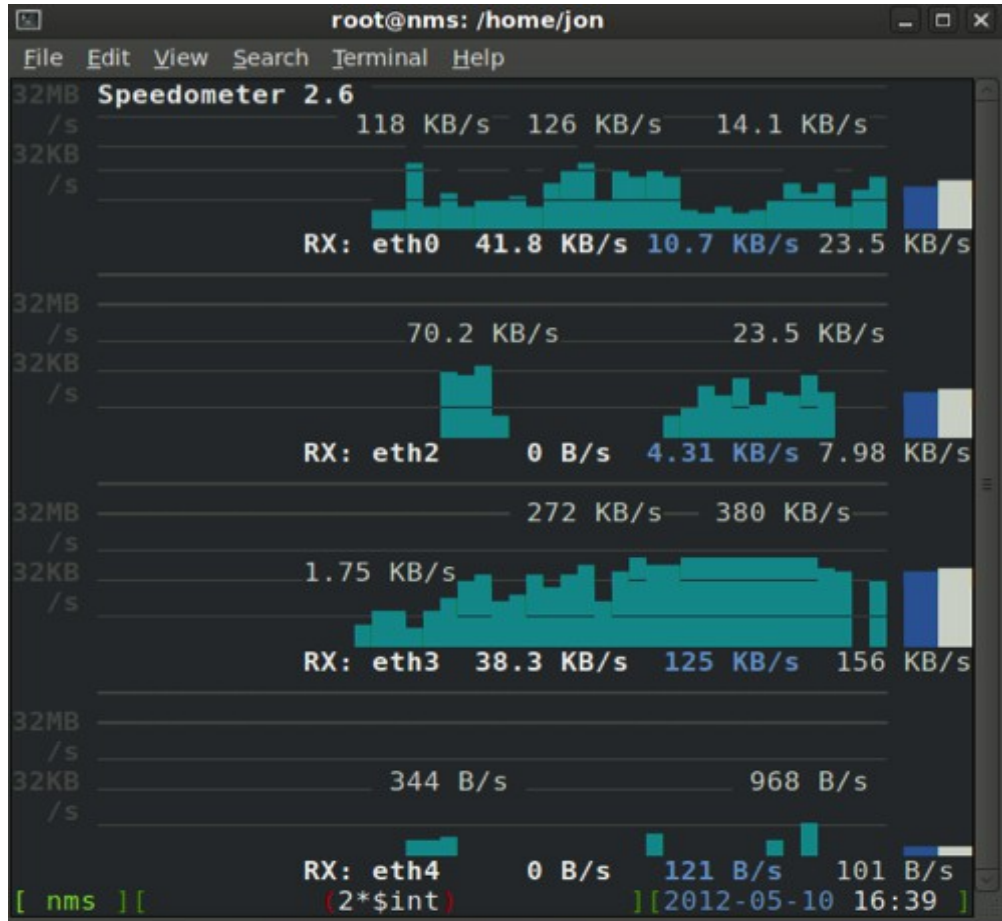 root@nms: /home/jon
File Edit View Search Terminal Help
32MB Speedometer 2.6
/s 118 KB/s 126 KB/s 14.1 KB/s
32KB
/s
RX: eth0 41.8 KB/s 10.7 KB/s 23.5 KB/s
32MB
/s 70.2 KB/s 23.5 KB/s
32KB
/s
RX: eth2 0 B/s 4.31 KB/s 7.98 KB/s
32MB 272 KB/s 380 KB/s
/s
32KB 1.75 KB/s
/s
RX: eth3 38.3 KB/s 125 KB/s 156 KB/s
32MB
/s
32KB 344 B/s 968 B/s
/s
RX: eth4 0 B/s 121 B/s 101 B/s
[ nms ][ (2*$int) ][2012-05-10 16:39 ]